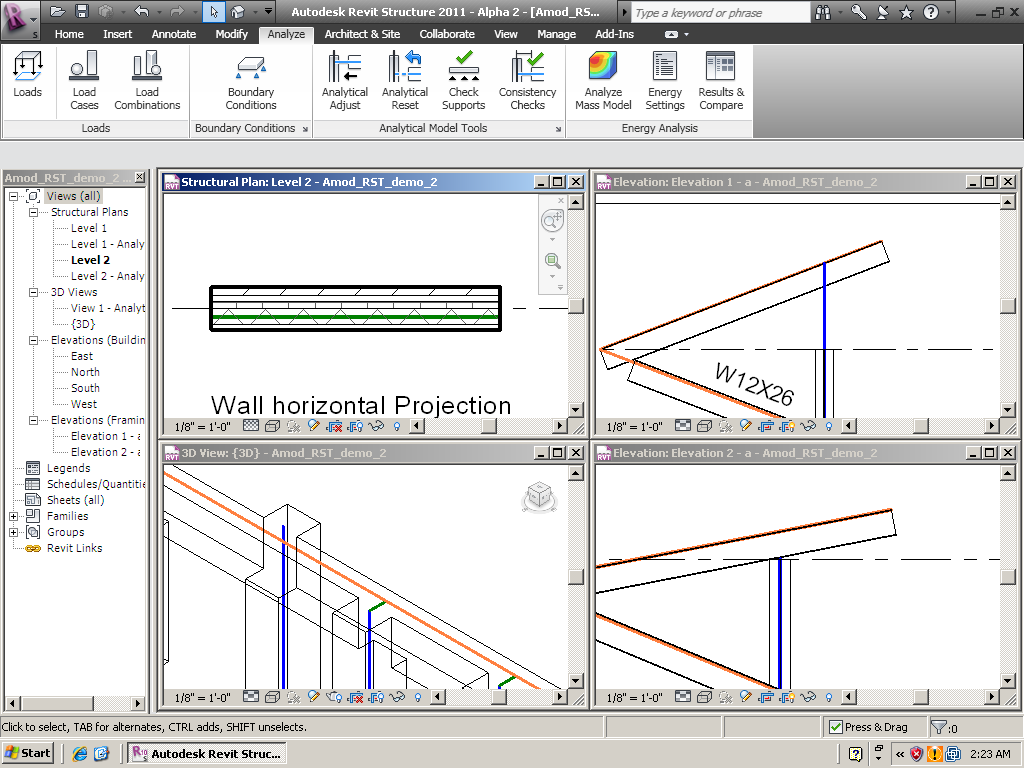 Autodesk Revit Structure 2011 - Alpha 2 - [Amod_RS...
Type a keyword or phrase
Home Insert Annotate Modify Analyze Architect & Site Collaborate View Manage Add-Ins
Loads Load Cases Load Combinations Boundary Conditions Analytical Adjust Analytical Reset Check Supports Consistency Checks Analyze Mass Model Energy Settings Results & Compare
Loads Boundary Conditions Analytical Model Tools Energy Analysis
Amod_RST_demo_2 ...
Views (all)
Structural Plans
Level 1
Level 1 - Analy
Level 2
Level 2 - Analy
3D Views
View 1 - Analyt
{3D}
Elevations (Buildin
East
North
South
West
Elevations (Framin
Elevation 1 - a
Elevation 2 - a
Legends
Schedules/Quantitie
Sheets (all)
Families
Groups
Revit Links
Structural Plan: Level 2 - Amod_RST_demo_2
Wall horizontal Projection
1/8" = 1'-0"
Elevation: Elevation 1 - a - Amod_RST_demo_2
W12X26
1/8" = 1'-0"
3D View: {3D} - Amod_RST_demo_2
1/8" = 1'-0"
Elevation: Elevation 2 - a - Amod_RST_demo_2
1/8" = 1'-0"
Click to select, TAB for alternates, CTRL adds, SHIFT unselects.
Press & Drag
:0
Start
Autodesk Revit Struc...
2:23 AM